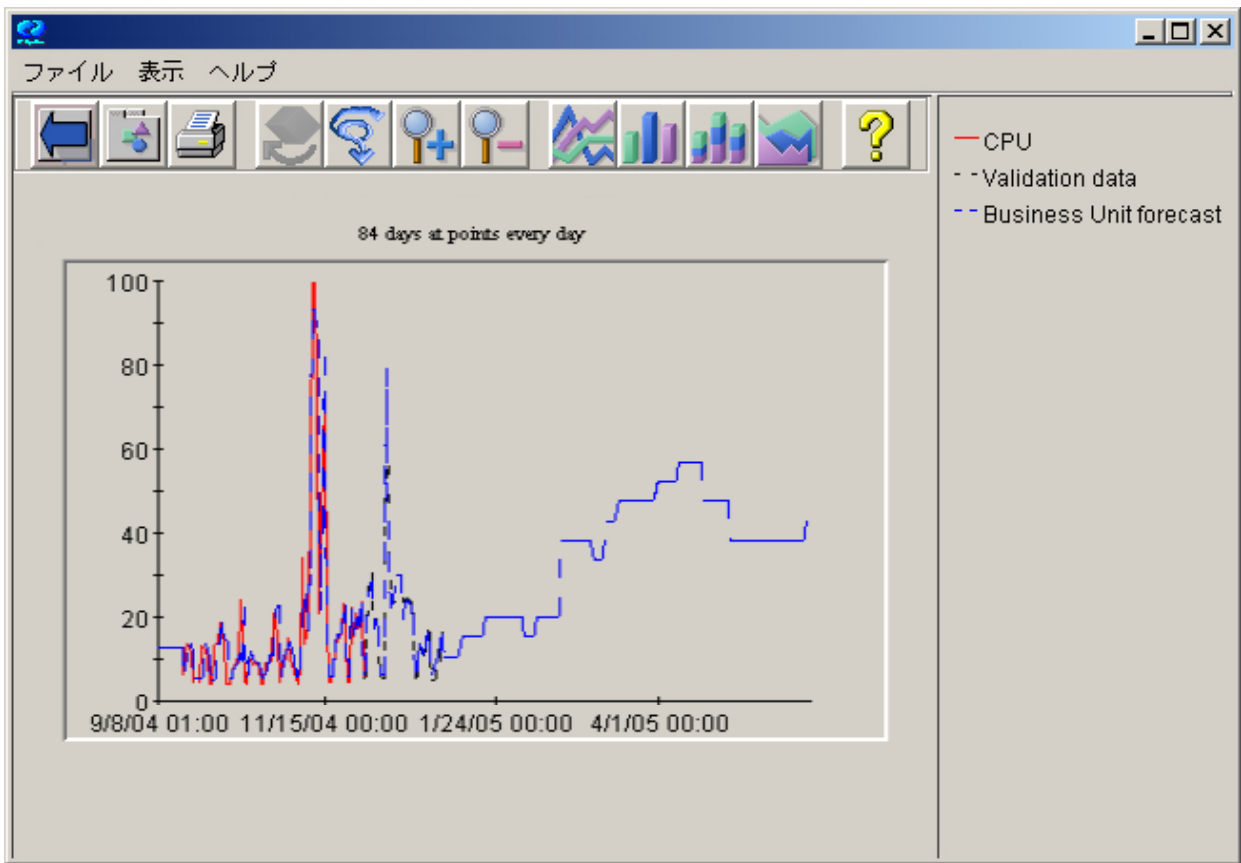 ファイル 表示 ヘルプ
CPU
Validation data
Business Unit forecast
84 days at points every day
100
80
60
40
20
0
9/8/04 01:00 11/15/04 00:00 1/24/05 00:00 4/1/05 00:00